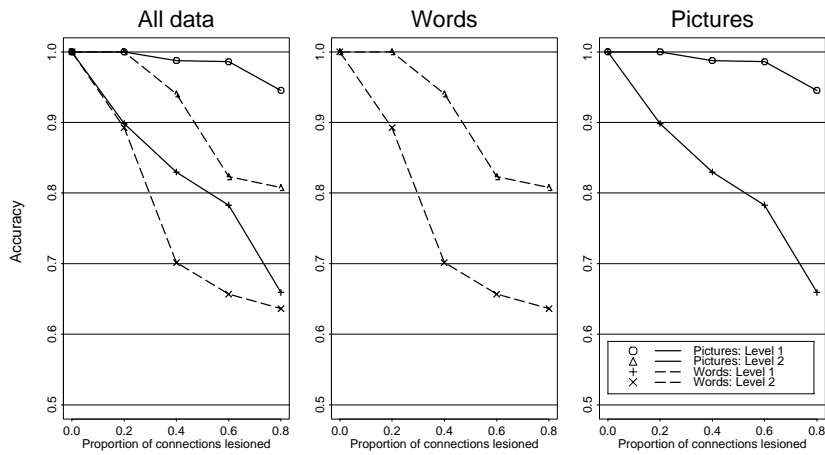 All data
Words
Pictures
Accuracy
1.0
0.9
0.8
0.7
0.6
0.5
0.0 0.2 0.4 0.6 0.8
Proportion of connections lesioned
1.0
0.9
0.8
0.7
0.6
0.5
0.0 0.2 0.4 0.6 0.8
Proportion of connections lesioned
1.0
0.9
0.8
0.7
0.6
0.5
Pictures: Level 1
Pictures: Level 2
Words: Level 1
Words: Level 2
0.0 0.2 0.4 0.6 0.8
Proportion of connections lesioned